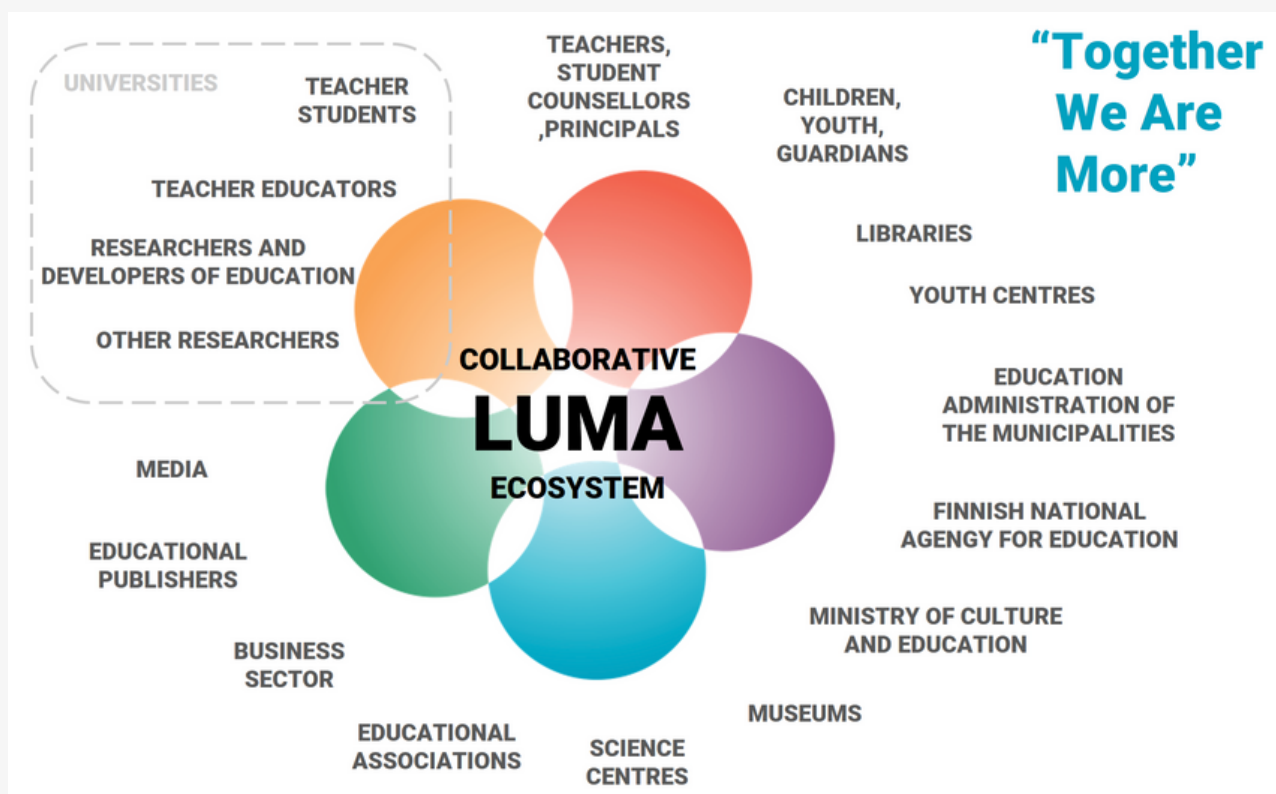 UNIVERSITIES
TEACHER
STUDENTS
TEACHER EDUCATORS
RESEARCHERS AND
DEVELOPERS OF EDUCATION
OTHER RESEARCHERS
TEACHERS,
STUDENT
COUNSELLORS
,PRINCIPALS
CHILDREN,
YOUTH,
GUARDIANS
“Together
We Are
More”
LIBRARIES
YOUTH CENTRES
EDUCATION
ADMINISTRATION OF
THE MUNICIPALITIES
FINNISH NATIONAL
AGENGY FOR EDUCATION
MINISTRY OF CULTURE
AND EDUCATION
MUSEUMS
SCIENCE
CENTRES
EDUCATIONAL
ASSOCIATIONS
BUSINESS
SECTOR
EDUCATIONAL
PUBLISHERS
MEDIA
COLLABORATIVE
LUMA
ECOSYSTEM